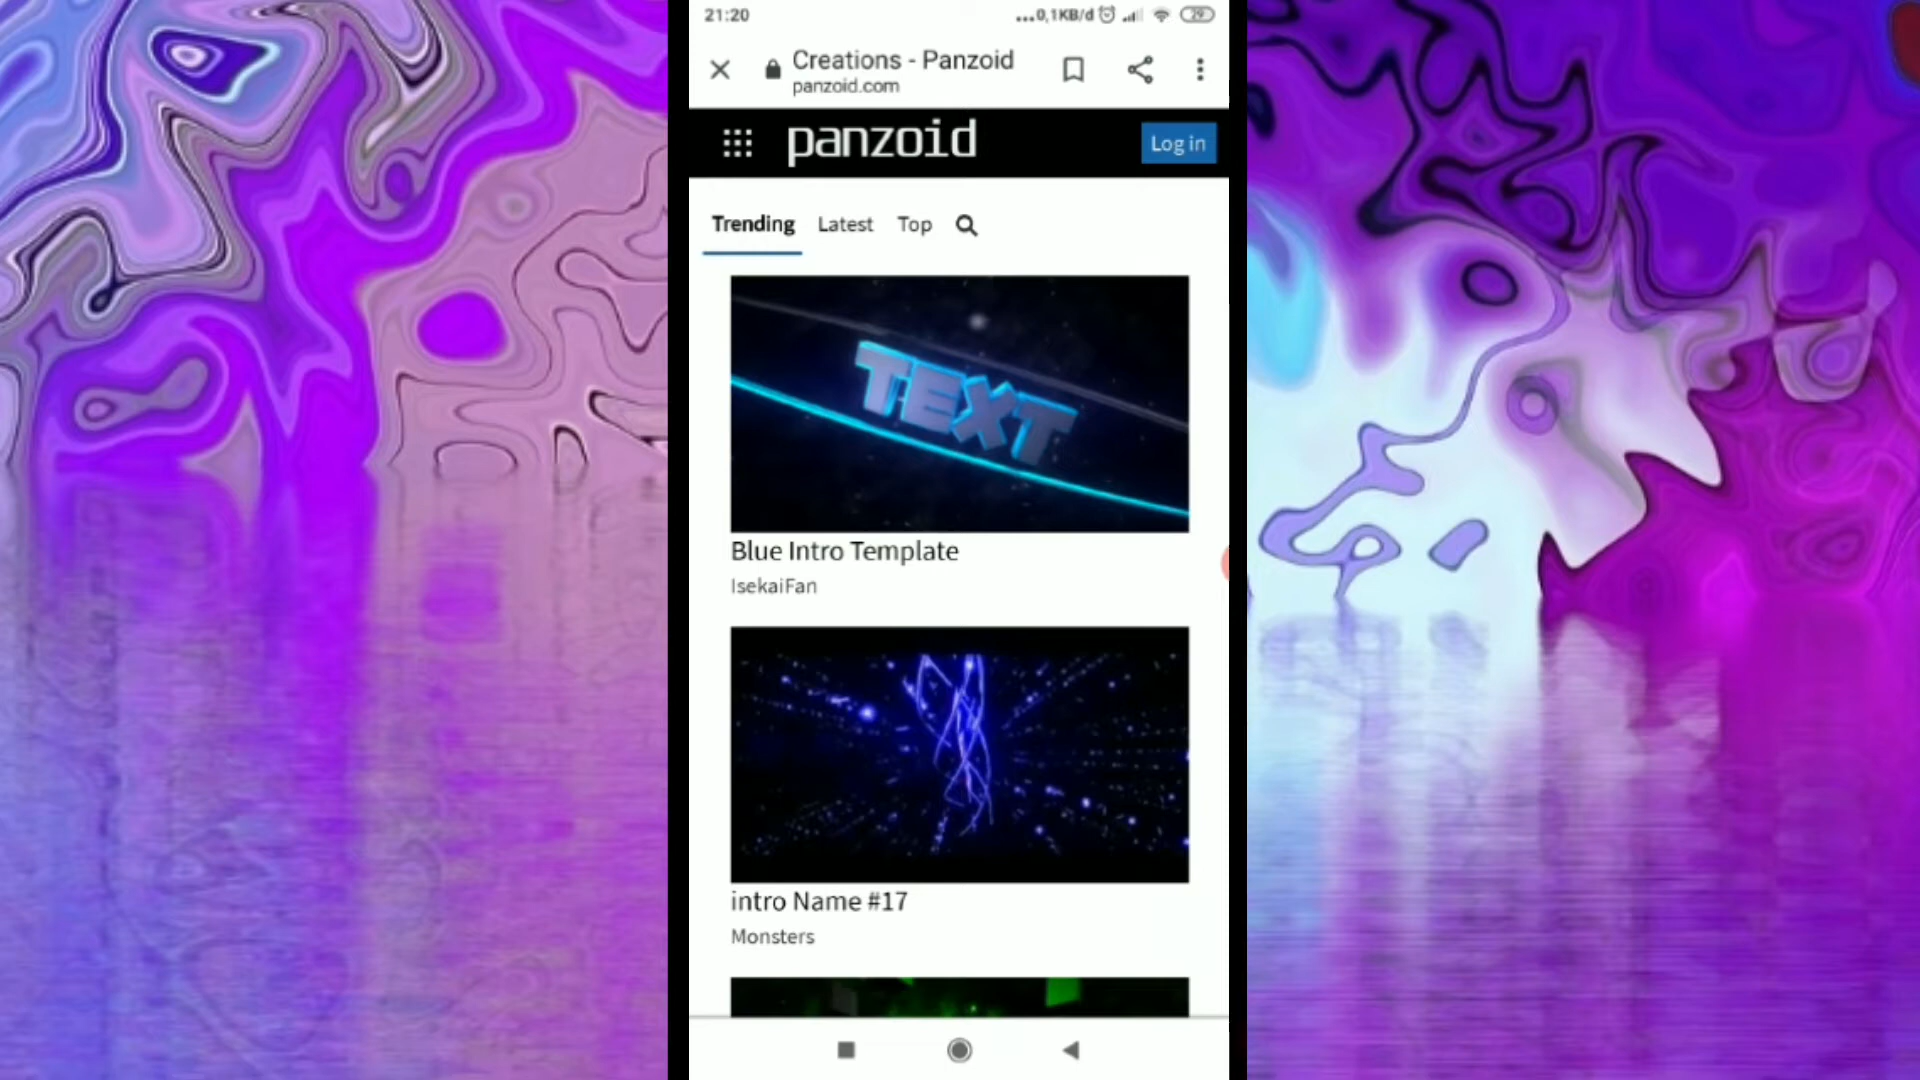 21:20
...0,1KB/d
29
Creations - Panzoid
panzoid.com
panzoid
Log in
Trending
Latest
Top
TEXT
Blue Intro Template
IsekaiFan
intro Name #17
Monsters